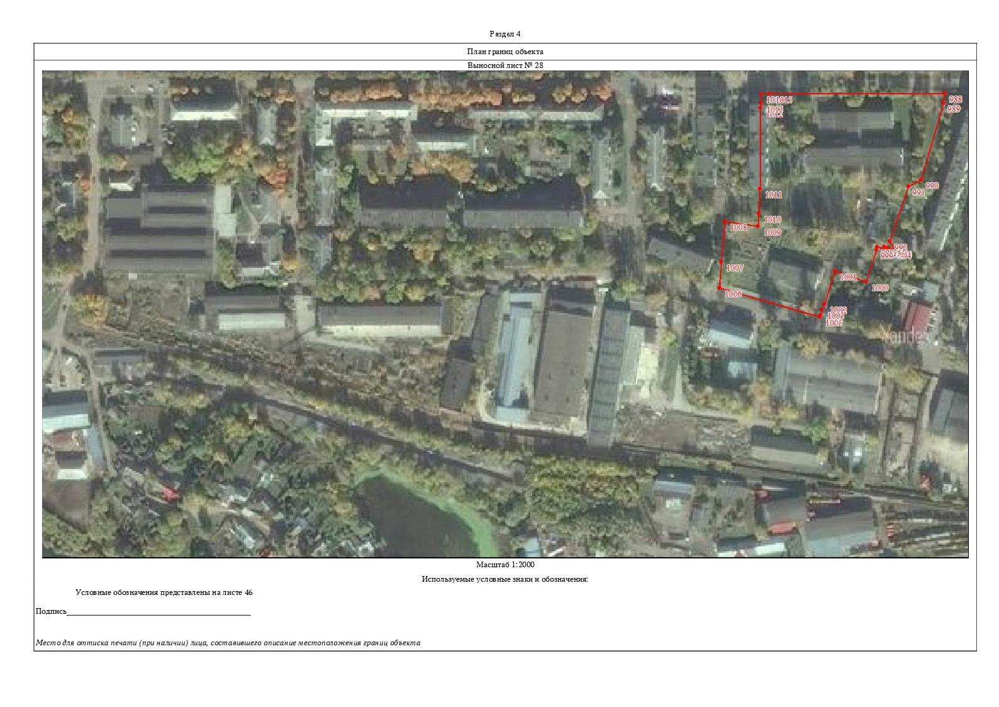 Раздел 4
План границ объекта
Выносной лист № 28
988
989
1011
990
991
1010
1008
1009
992
1007
1001
1000
1006
1002
1003
1005
Yandex
Масштаб 1:2000
Используемые условные знаки и обозначения:
Условные обозначения представлены на листе 46
Подпись
Место для оттиска печати (при наличии) лица, составившего описание местоположения границ объекта